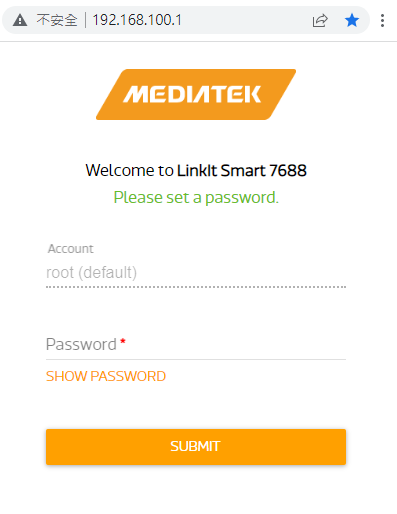 不安全 192.168.100.1
MEDIATEK
Welcome to LinkIt Smart 7688
Please set a password.
Account
root (default)
Password *
SHOW PASSWORD
SUBMIT